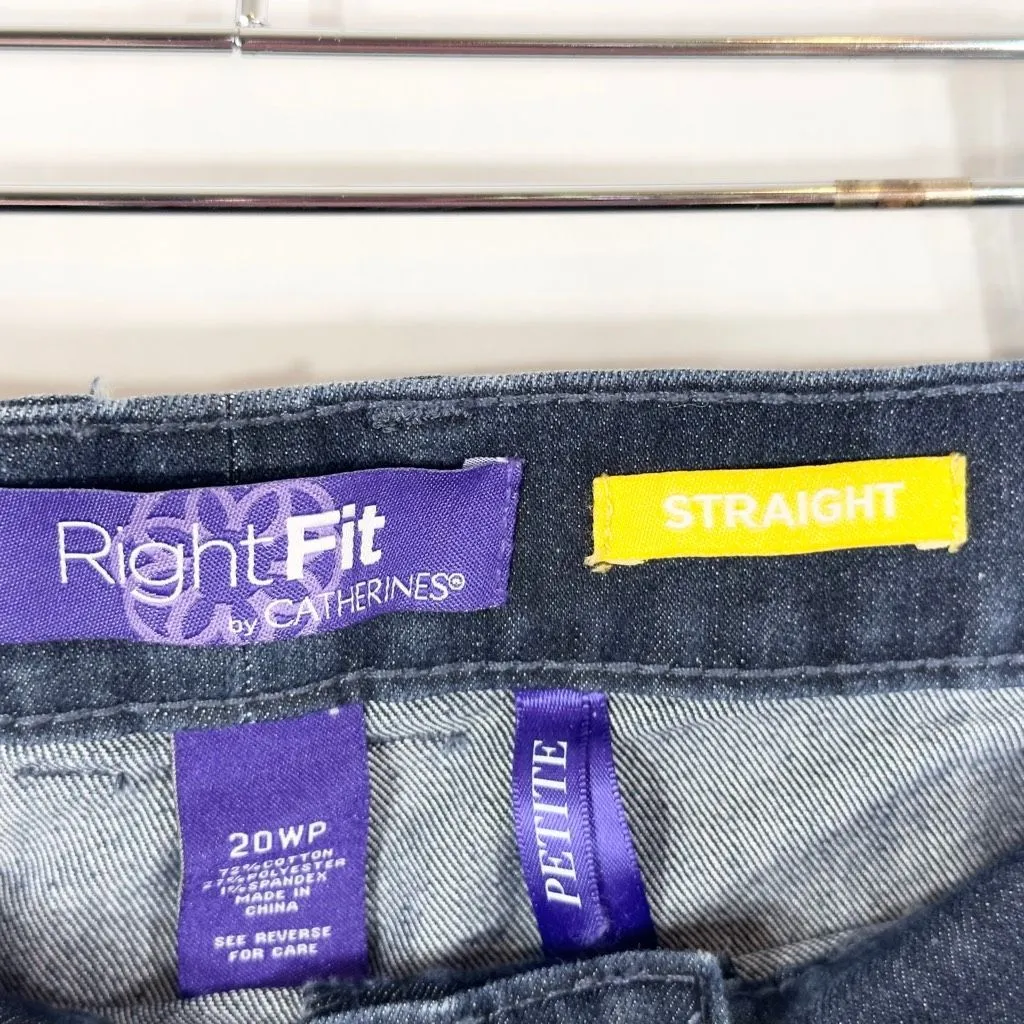 RightFit
by CATHERINES®
STRAIGHT
20WP
72% COTTON
27% POLYESTER
1% SPANDEX
MADE IN
CHINA
SEE REVERSE
FOR CARE
PETITE